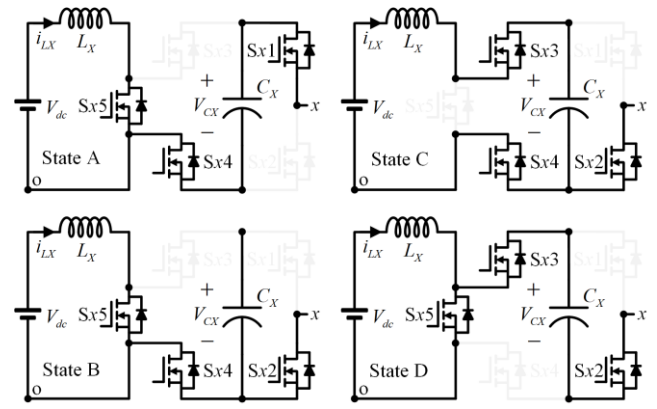 i_LX L_X Sx3 Sx1
V_dc Sx5 + V_CX − C_X x
State A Sx4 Sx2
o
i_LX L_X Sx3 Sx1
V_dc Sx5 + V_CX − C_X x
State C Sx4 Sx2
o
i_LX L_X Sx3 Sx1
V_dc Sx5 + V_CX − C_X x
State B Sx4 Sx2
o
i_LX L_X Sx3 Sx1
V_dc Sx5 + V_CX − C_X x
State D Sx4 Sx2
o